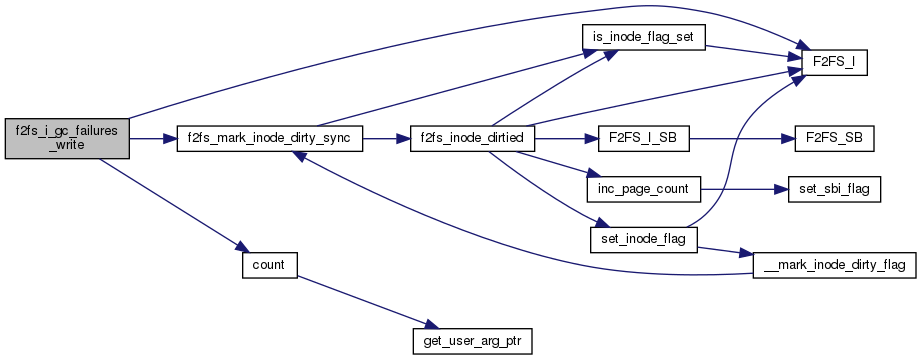 is_inode_flag_set
F2FS_I
f2fs_i_gc_failures
_write
f2fs_mark_inode_dirty_sync
f2fs_inode_dirtied
F2FS_I_SB
F2FS_SB
inc_page_count
set_sbi_flag
set_inode_flag
count
__mark_inode_dirty_flag
get_user_arg_ptr